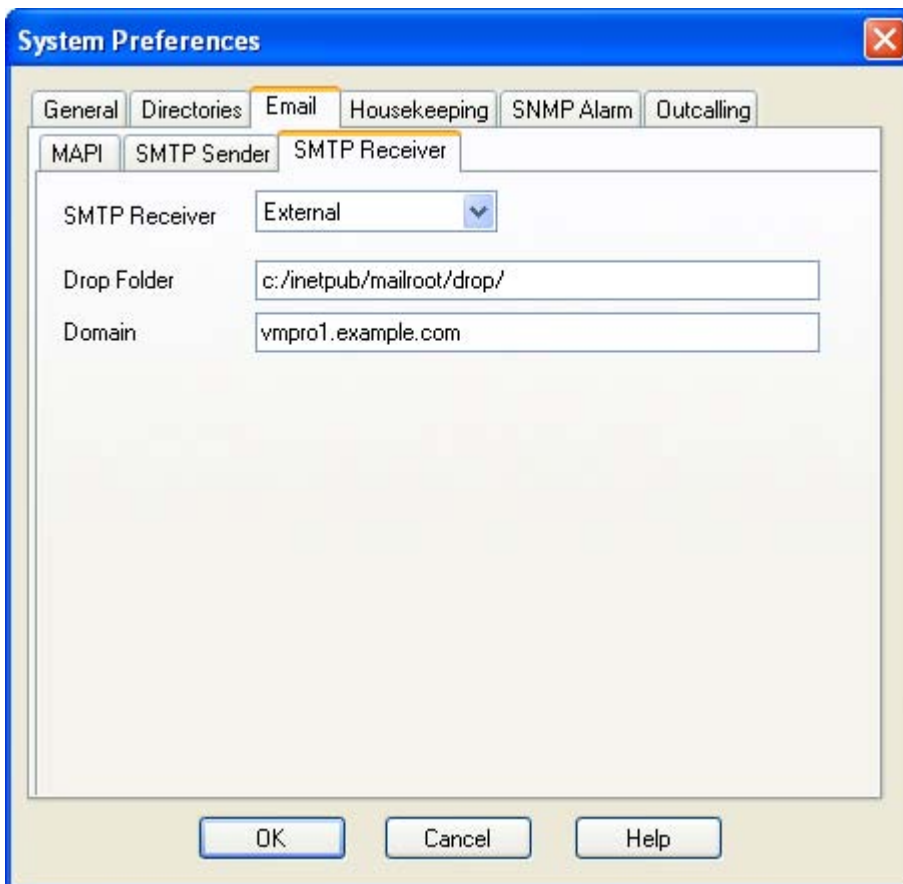 System Preferences
General Directories Email Housekeeping SNMP Alarm Outcalling
MAPI SMTP Sender SMTP Receiver
SMTP Receiver External
Drop Folder c:/inetpub/mailroot/drop/
Domain vmpro1.example.com
OK Cancel Help